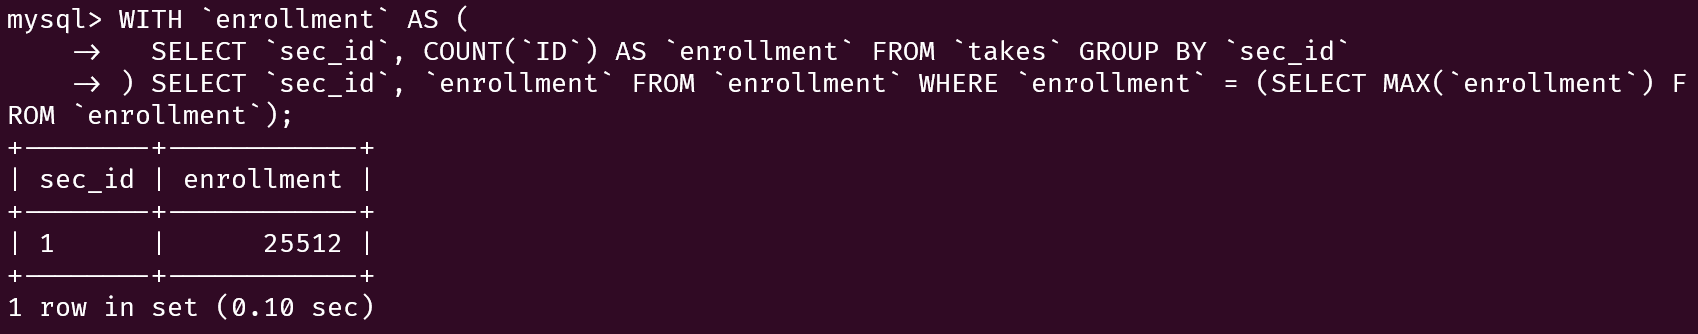 mysql> WITH `enrollment` AS (
    -> SELECT `sec_id`, COUNT(`ID`) AS `enrollment` FROM `takes` GROUP BY `sec_id`
    -> ) SELECT `sec_id`, `enrollment` FROM `enrollment` WHERE `enrollment` = (SELECT MAX(`enrollment`) F
ROM `enrollment`);
+--------+------------+
| sec_id | enrollment |
+--------+------------+
| 1      |      25512 |
+--------+------------+
1 row in set (0.10 sec)